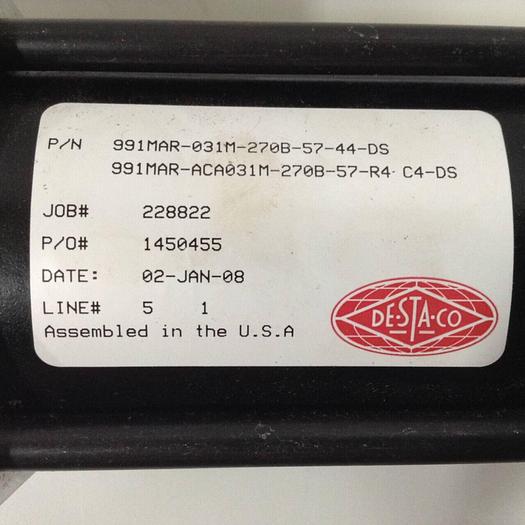 P/N 991MAR-031M-270B-57-44-DS
991MAR-ACA031M-270B-57-R4 C4-DS
JOB# 228822
P/O# 1450455
DATE: 02-JAN-08
LINE# 5 1
Assembled in the U.S.A
DE-STA-CO